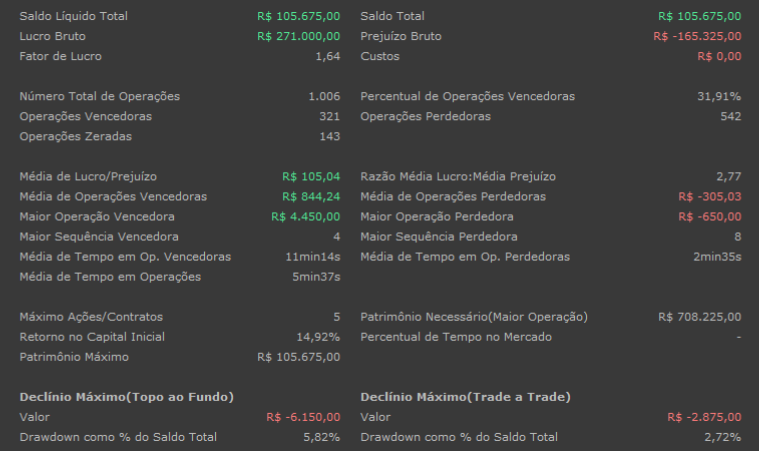 Saldo Líquido Total R$ 105.675,00 Saldo Total R$ 105.675,00
Lucro Bruto R$ 271.000,00 Prejuízo Bruto R$ -165.325,00
Fator de Lucro 1,64 Custos R$ 0,00
Número Total de Operações 1.006 Percentual de Operações Vencedoras 31,91%
Operações Vencedoras 321 Operações Perdedoras 542
Operações Zeradas 143
Média de Lucro/Prejuízo R$ 105,04 Razão Média Lucro:Média Prejuízo 2,77
Média de Operações Vencedoras R$ 844,24 Média de Operações Perdedoras R$ -305,03
Maior Operação Vencedora R$ 4.450,00 Maior Operação Perdedora R$ -650,00
Maior Sequência Vencedora 4 Maior Sequência Perdedora 8
Média de Tempo em Op. Vencedoras 11min14s Média de Tempo em Op. Perdedoras 2min35s
Média de Tempo em Operações 5min37s
Máximo Ações/Contratos 5 Patrimônio Necessário(Maior Operação) R$ 708.225,00
Retorno no Capital Inicial 14,92% Percentual de Tempo no Mercado -
Patrimônio Máximo R$ 105.675,00
Declínio Máximo(Topo ao Fundo) Declínio Máximo(Trade a Trade)
Valor R$ -6.150,00 Valor R$ -2.875,00
Drawdown como % do Saldo Total 5,82% Drawdown como % do Saldo Total 2,72%